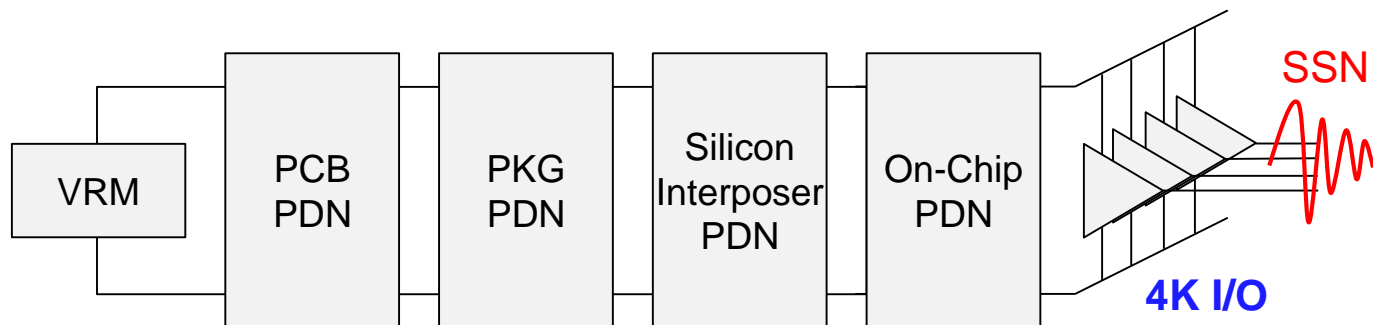 VRM
PCB
PDN
PKG
PDN
Silicon
Interposer
PDN
On-Chip
PDN
SSN
4K I/O